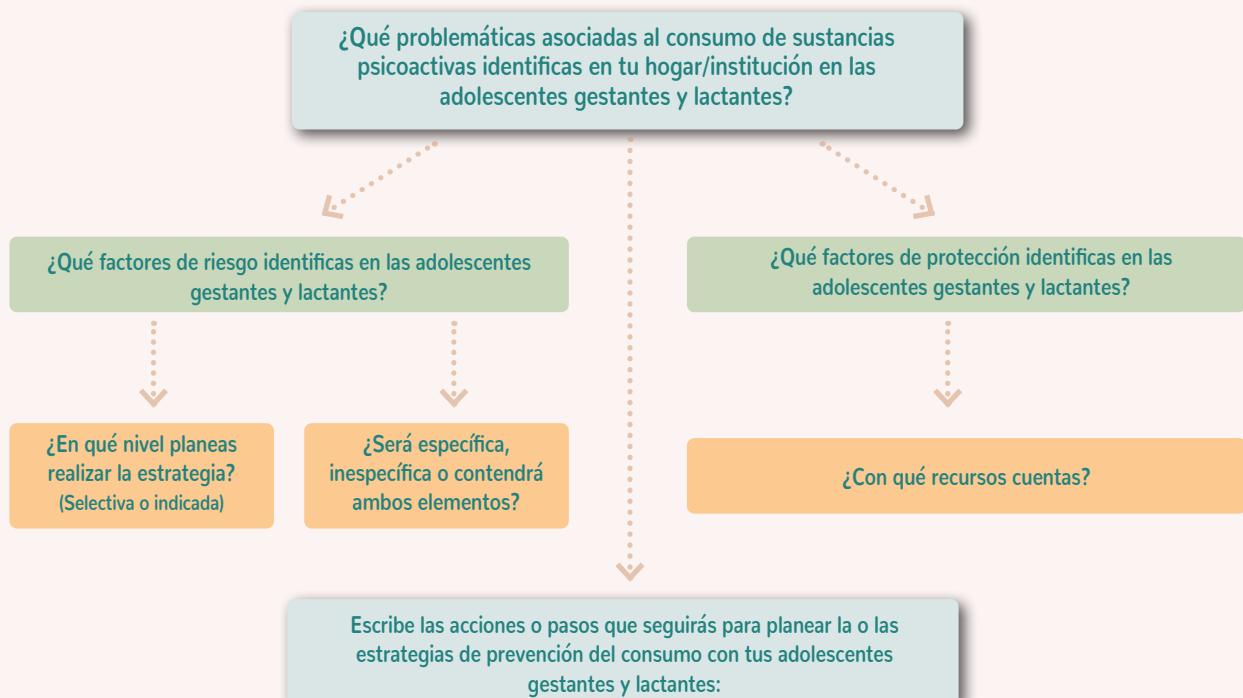 ¿Qué problemáticas asociadas al consumo de sustancias
psicoactivas identificas en tu hogar/institución en las
adolescentes gestantes y lactantes?
¿Qué factores de riesgo identificas en las adolescentes
gestantes y lactantes?
¿Qué factores de protección identificas en las
adolescentes gestantes y lactantes?
¿En qué nivel planeas
realizar la estrategia?
(Selectiva o indicada)
¿Será específica,
inespecífica o contendrá
ambos elementos?
¿Con qué recursos cuentas?
Escribe las acciones o pasos que seguirás para planear la o las
estrategias de prevención del consumo con tus adolescentes
gestantes y lactantes: